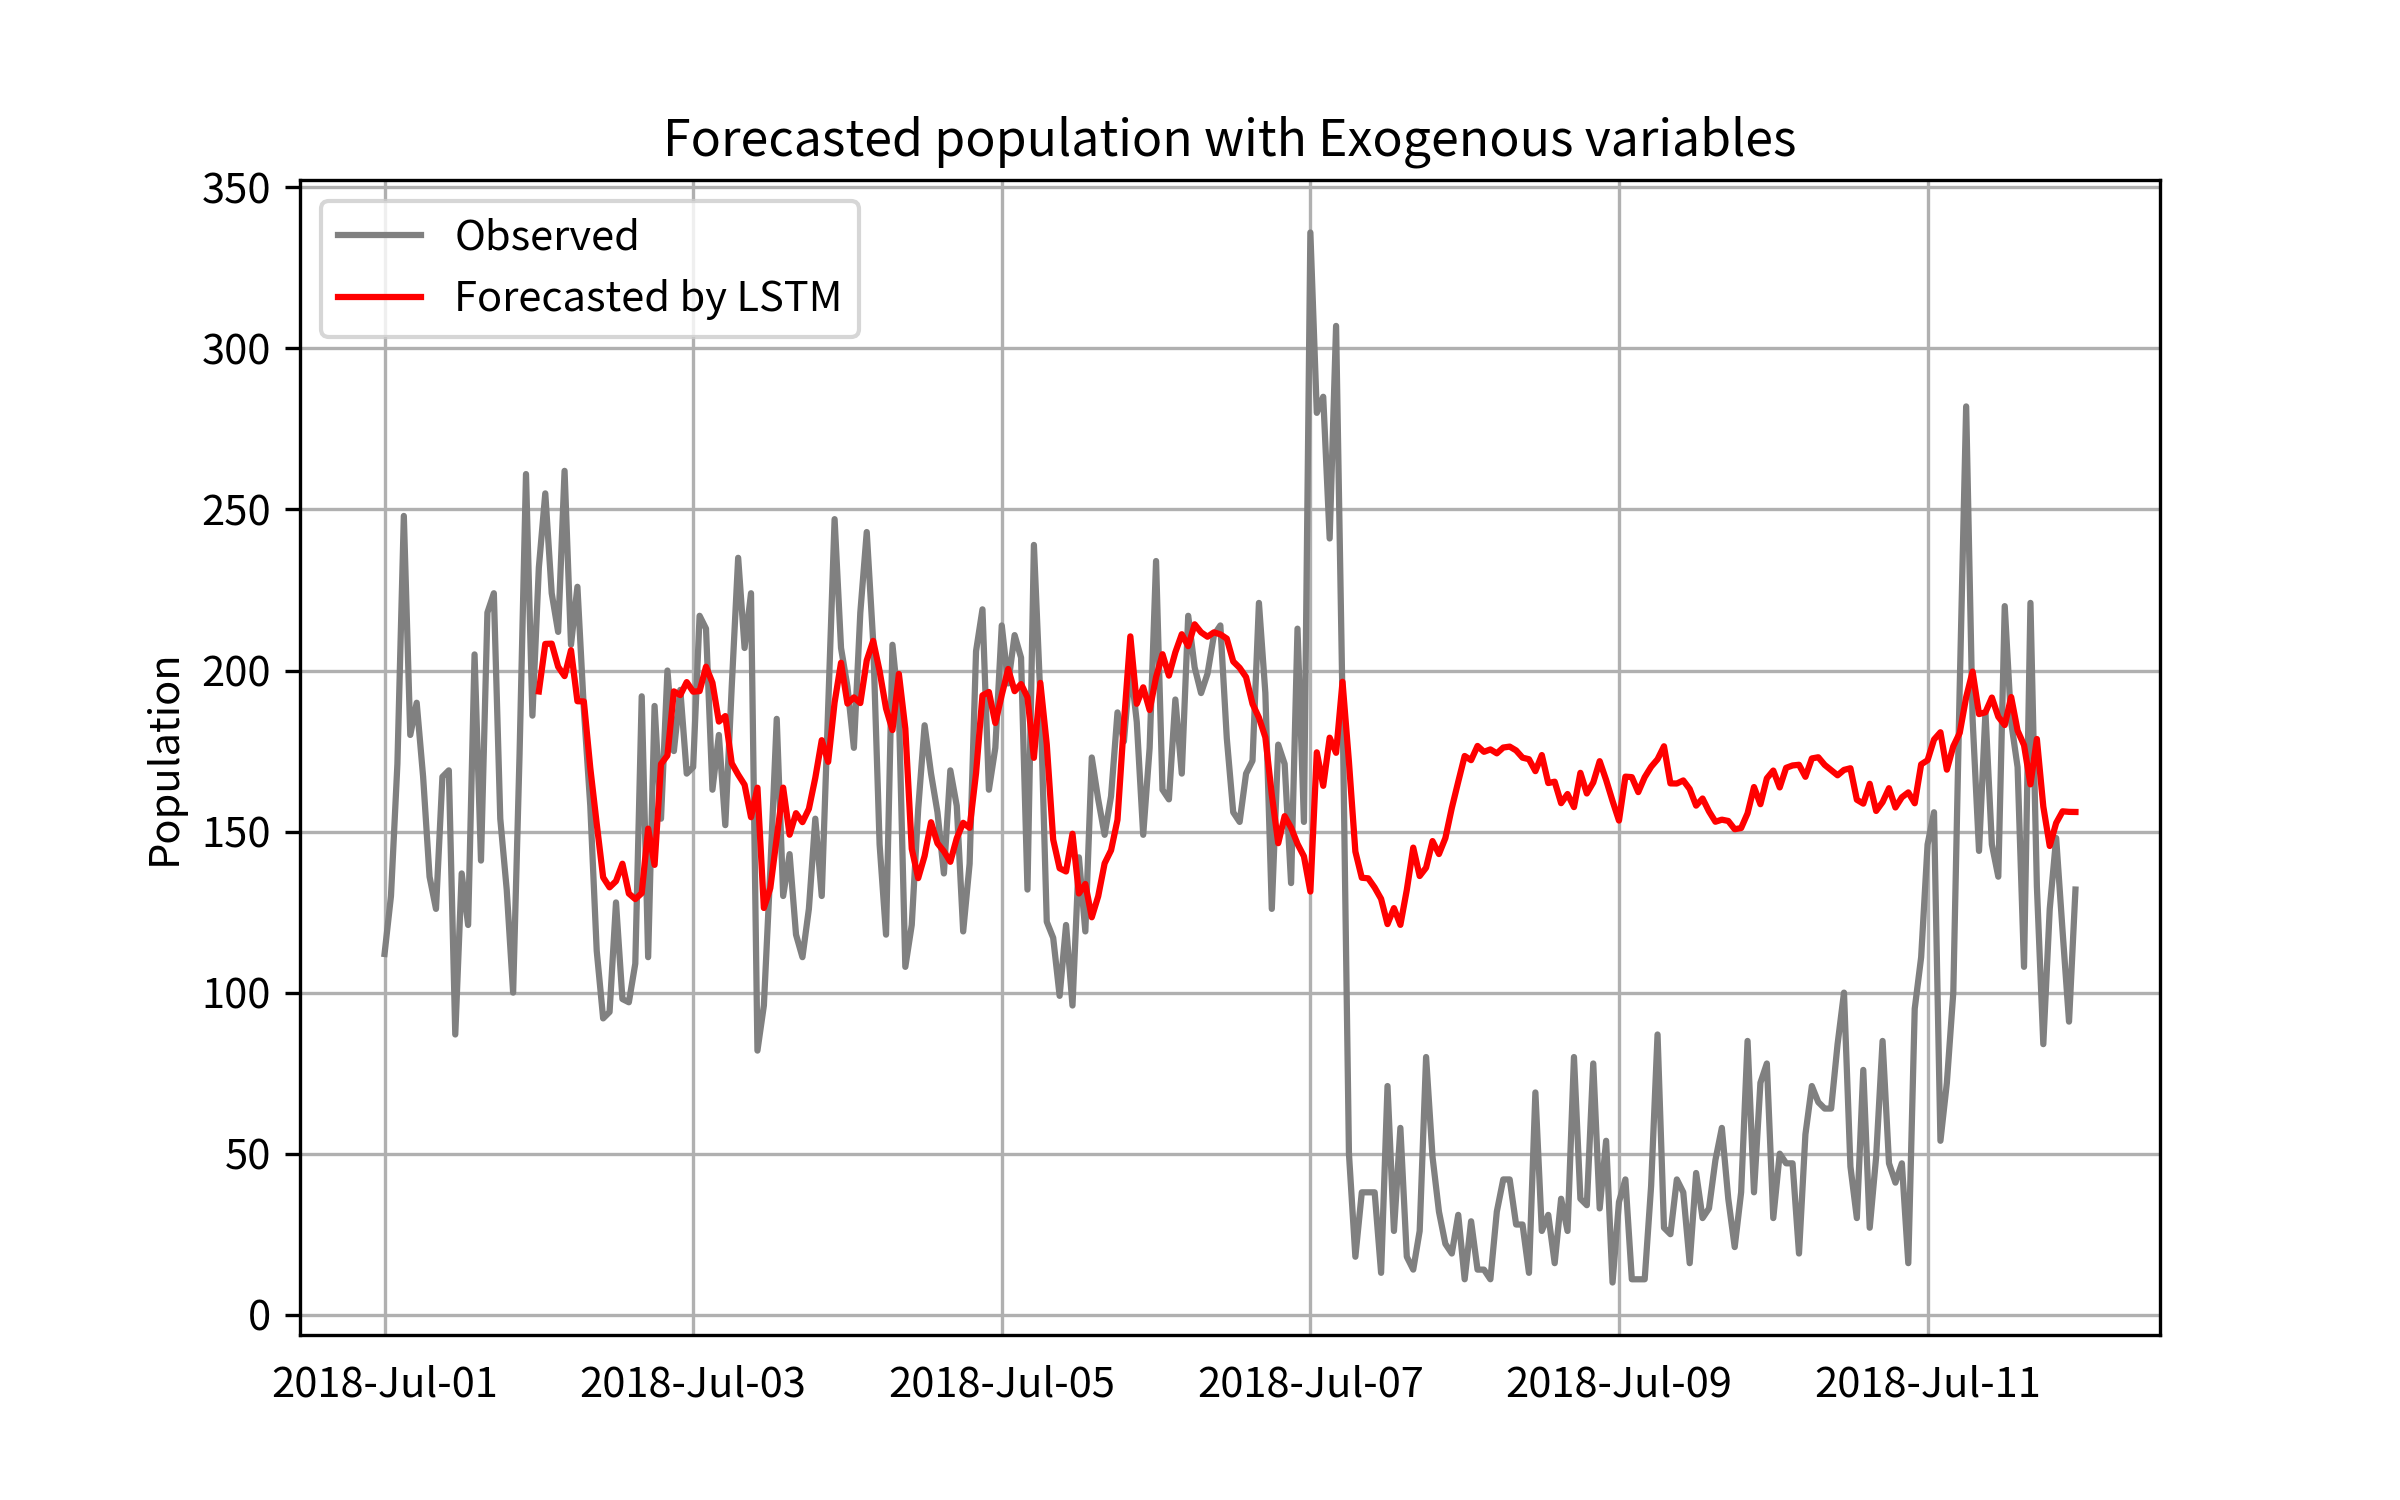 Forecasted population with Exogenous variables
350
300
250
200
150
100
50
0
Population
Observed
Forecasted by LSTM
2018-Jul-01
2018-Jul-03
2018-Jul-05
2018-Jul-07
2018-Jul-09
2018-Jul-11